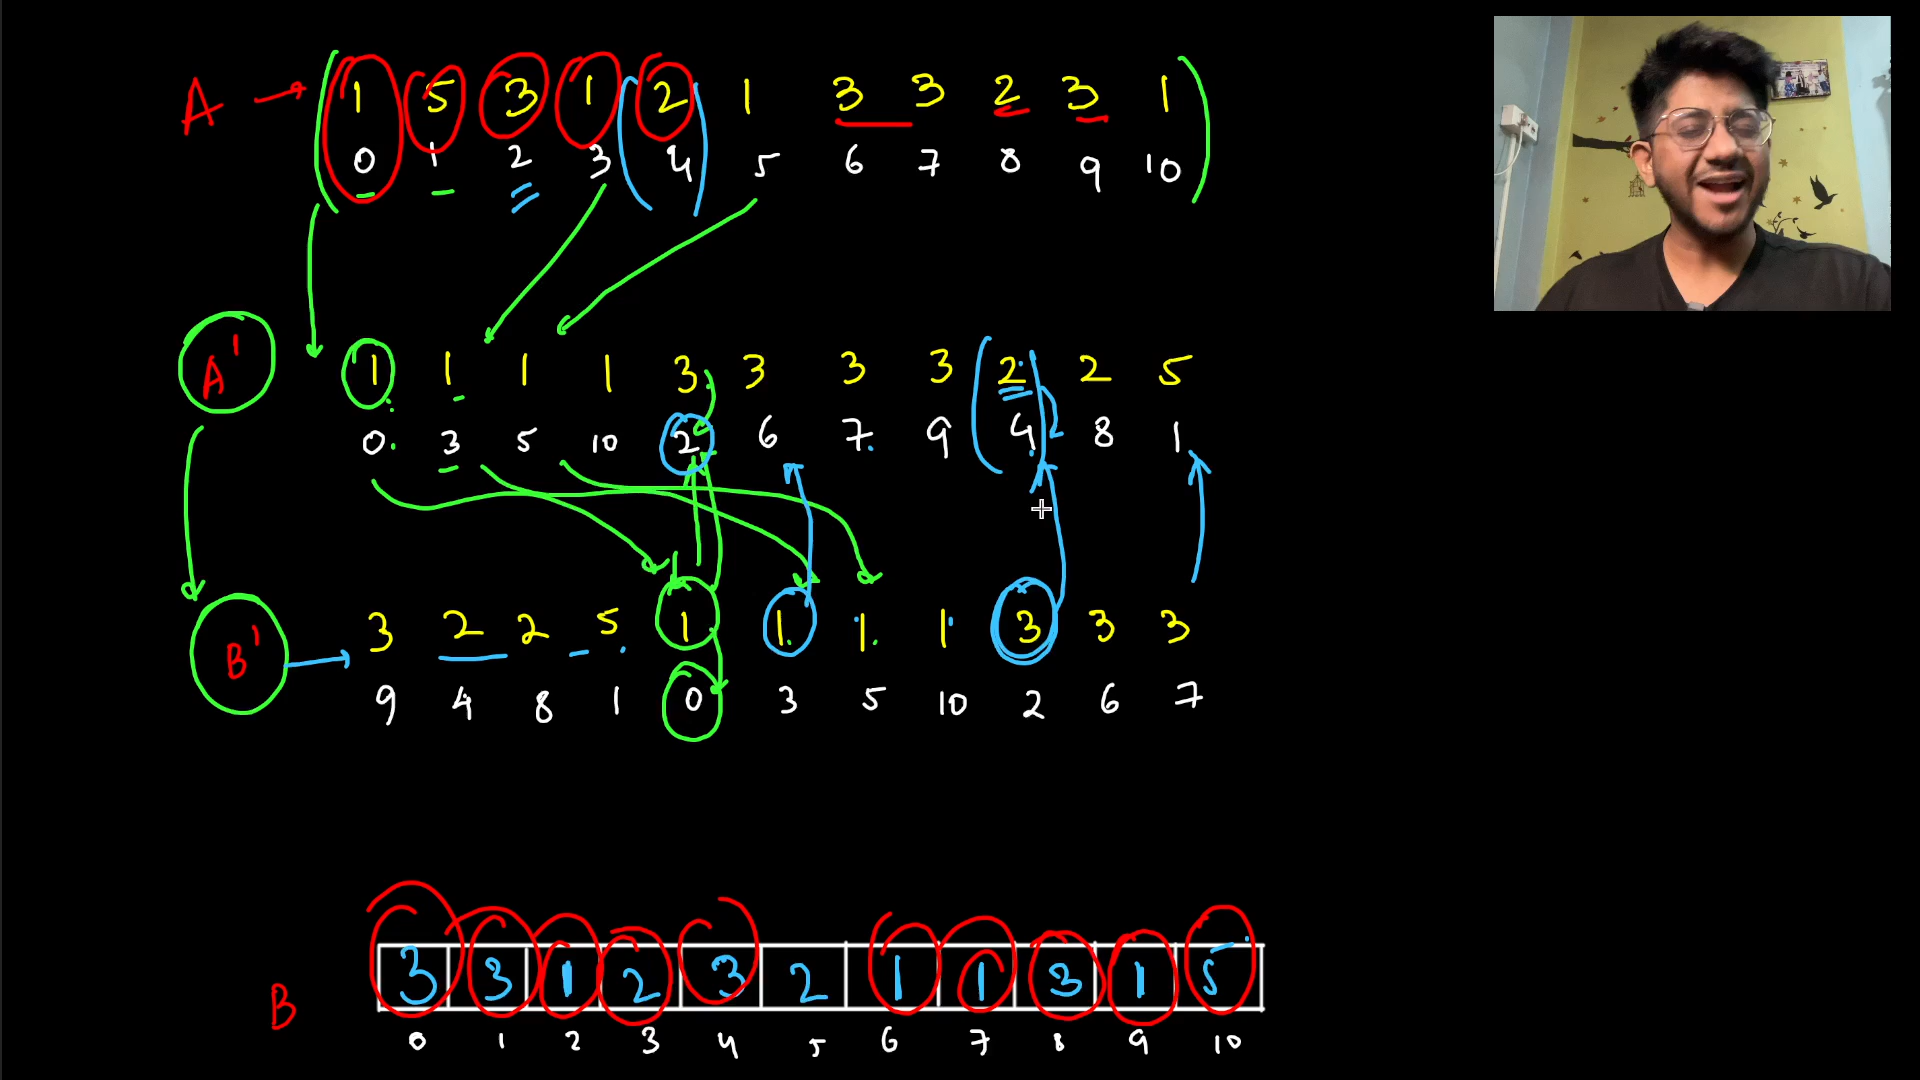 A → 1 5 3 1 2 1 3 3 2 3 1
0 1 2 3 4 5 6 7 8 9 10
A' 1 1 1 1 3 3 3 3 2 2 5
0 3 5 10 2 6 7 9 4 8 1
B' → 3 2 2 5 1 1 1 1 3 3 3
9 4 8 1 0 3 5 10 2 6 7
B 3 3 1 2 3 2 1 1 3 1 5
0 1 2 3 4 5 6 7 8 9 10